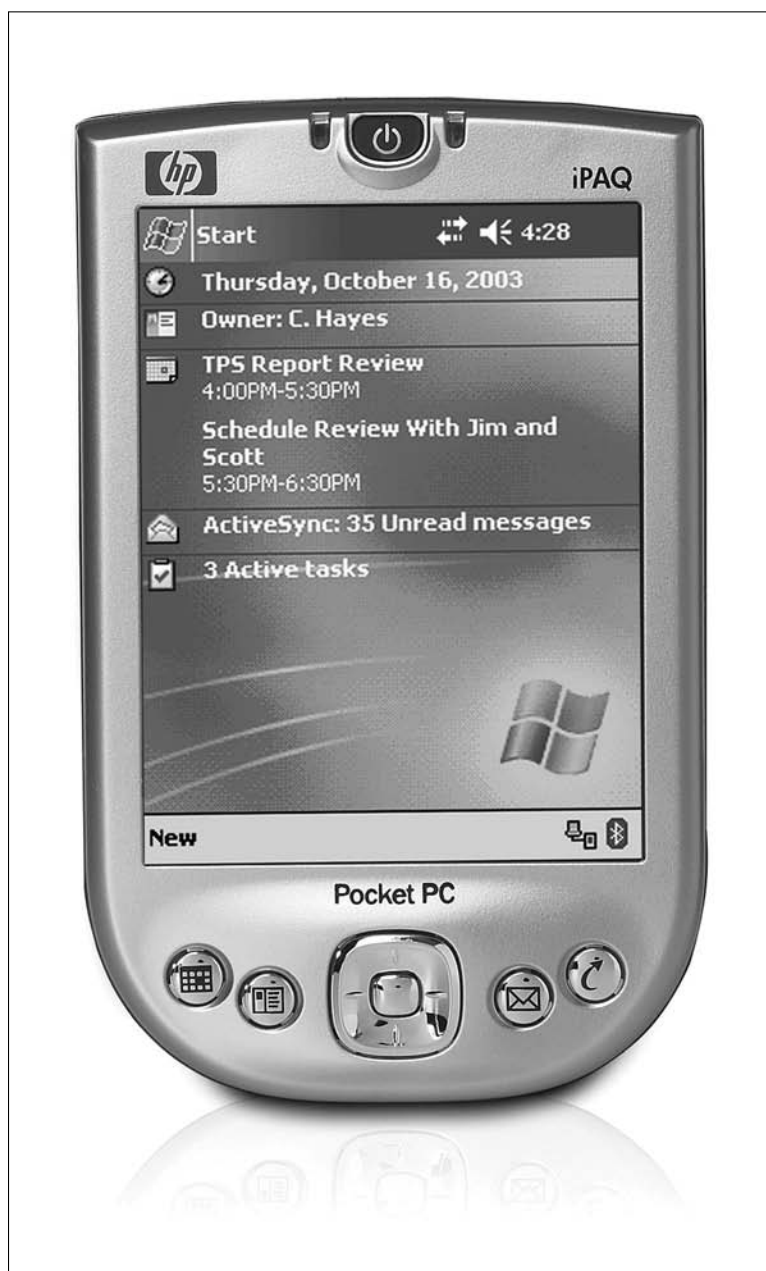 hp
iPAQ
Start 4:28
Thursday, October 16, 2003
Owner: C. Hayes
TPS Report Review
4:00PM-5:30PM
Schedule Review With Jim and
Scott
5:30PM-6:30PM
ActiveSync: 35 Unread messages
3 Active tasks
New
Pocket PC